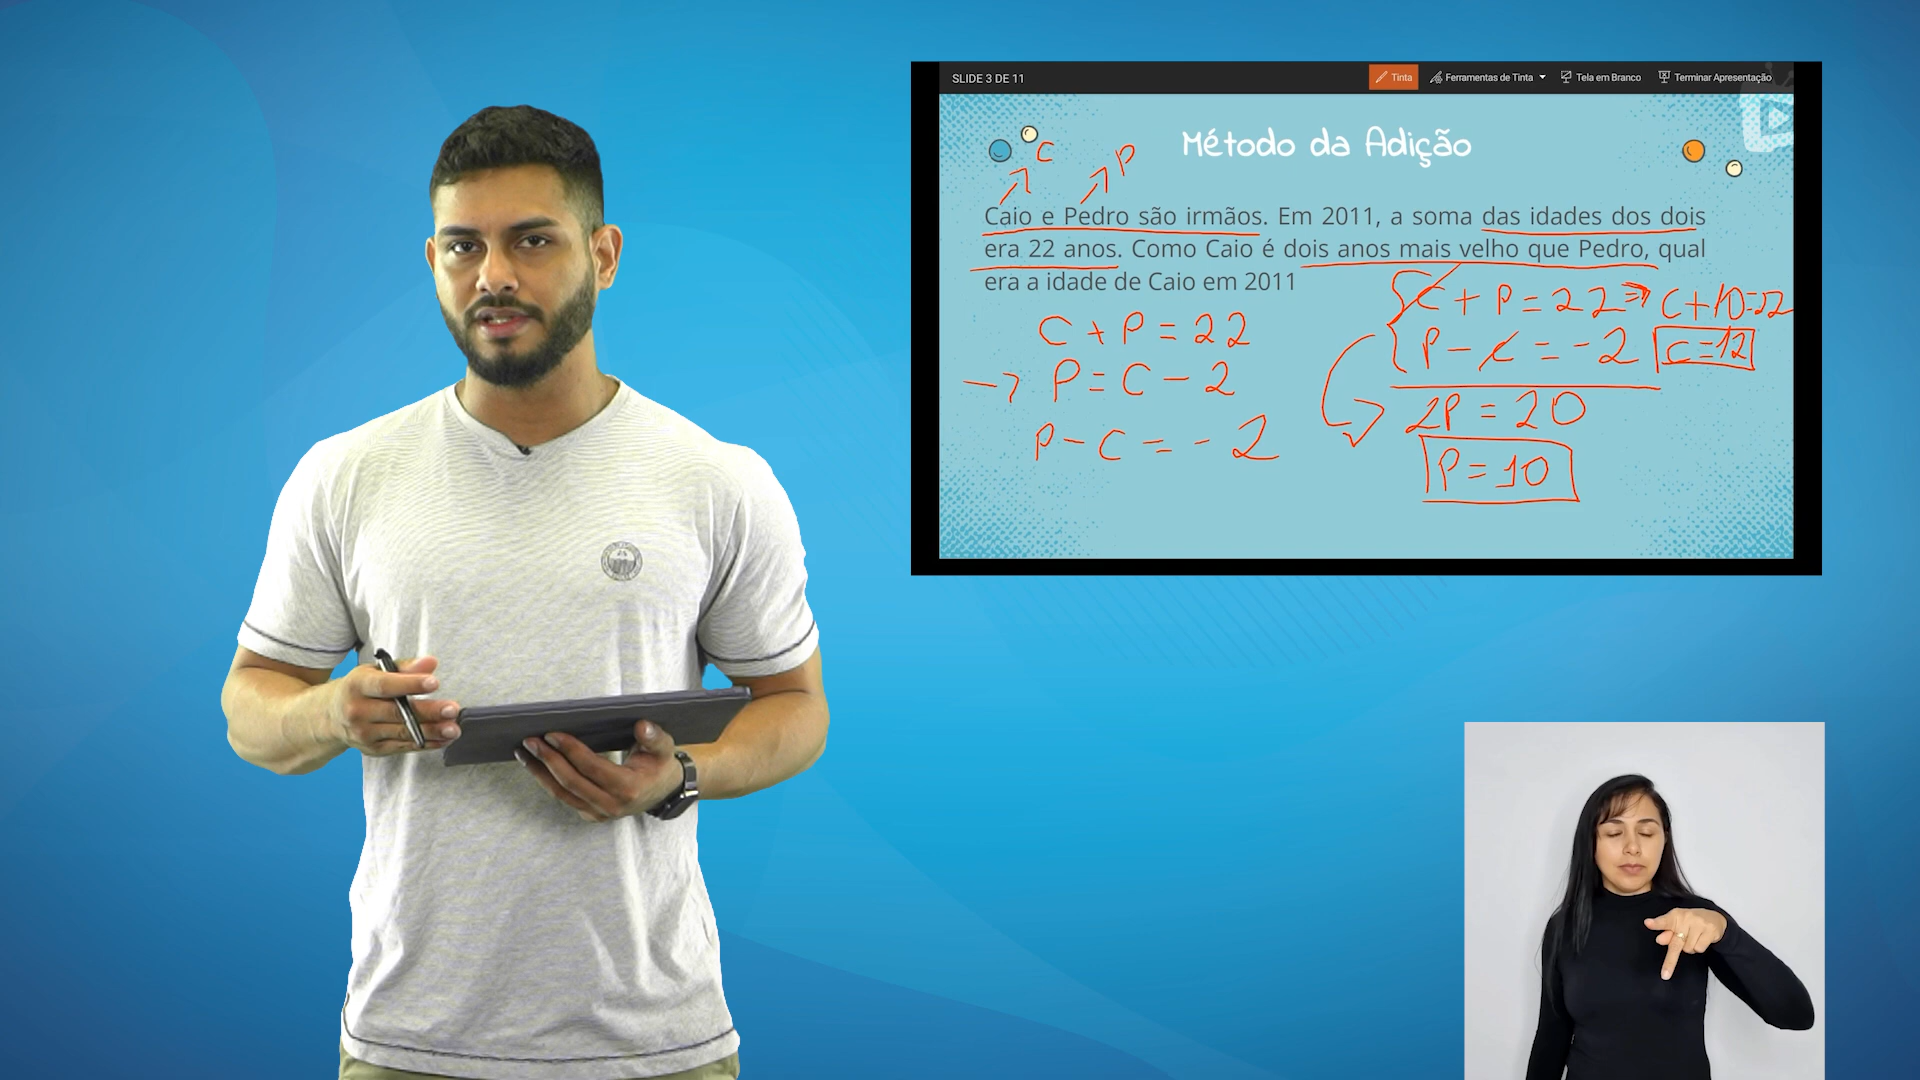 SLIDE 3 DE 11
Tinta
Ferramentas de Tinta
Tela em Branco
Terminar Apresentação
Método da Adição
C
P
Caio e Pedro são irmãos. Em 2011, a soma das idades dos dois
era 22 anos. Como Caio é dois anos mais velho que Pedro, qual
era a idade de Caio em 2011
C + P = 22
→ P = C - 2
P - C = - 2
C + P = 22 ⇒ C + 10 = 22
P - C = - 2
C = 12
2P = 20
P = 10